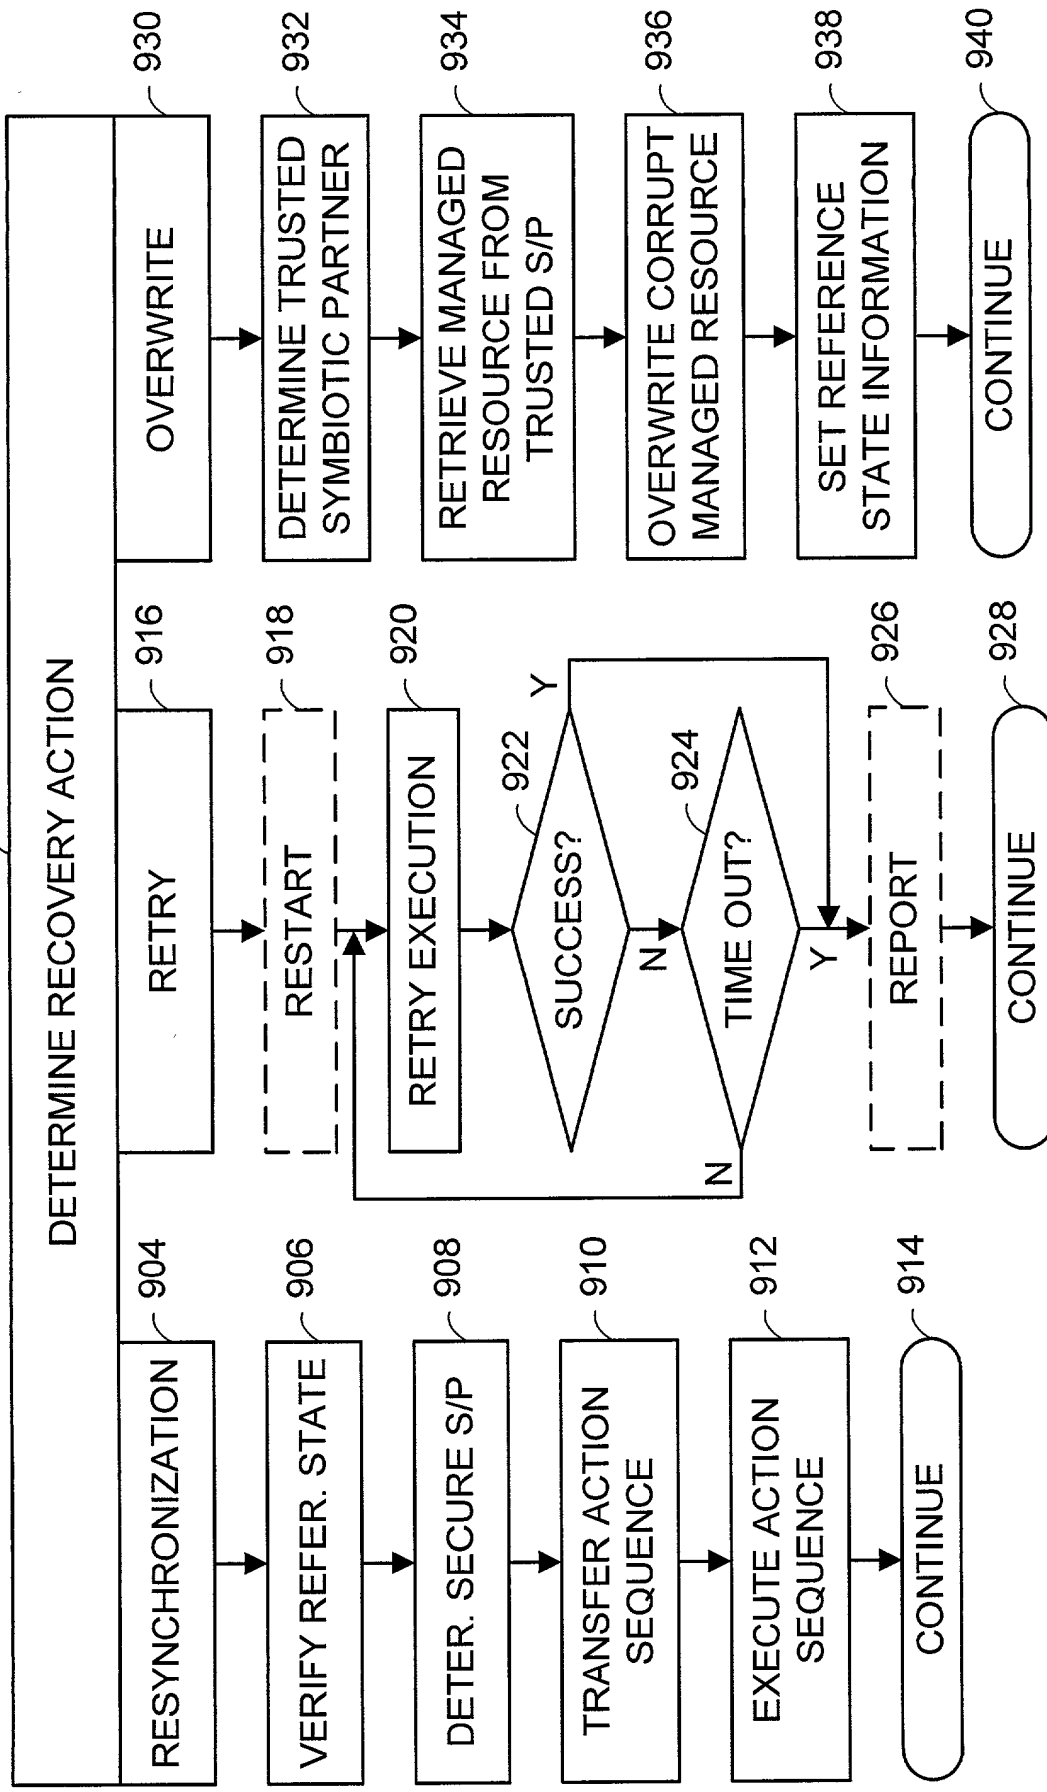 DETERMINE RECOVERY ACTION
RESYNCHRONIZATION
904
VERIFY REFER. STATE
906
DETER. SECURE S/P
908
TRANSFER ACTION
SEQUENCE
910
EXECUTE ACTION
SEQUENCE
912
CONTINUE
914
RETRY
916
RESTART
918
RETRY EXECUTION
920
SUCCESS?
922
Y
N
TIME OUT?
924
N
Y
REPORT
926
CONTINUE
928
OVERWRITE
930
DETERMINE TRUSTED
SYMBIOTIC PARTNER
932
RETRIEVE MANAGED
RESOURCE FROM
TRUSTED S/P
934
OVERWRITE CORRUPT
MANAGED RESOURCE
936
SET REFERENCE
STATE INFORMATION
938
CONTINUE
940